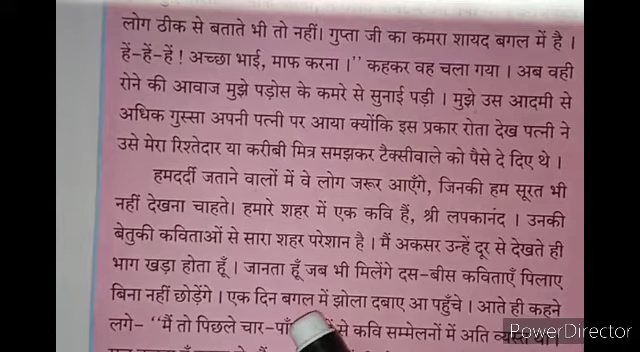 लोग ठीक से बताते भी तो नहीं। गुप्ता जी का कमरा शायद बगल में है ।
हें-हें-हें ! अच्छा भाई, माफ करना ।'' कहकर वह चला गया । अब वही
रोने की आवाज मुझे पड़ोस के कमरे से सुनाई पड़ी । मुझे उस आदमी से
अधिक गुस्सा अपनी पत्नी पर आया क्योंकि इस प्रकार रोता देख पत्नी ने
उसे मेरा रिश्तेदार या करीबी मित्र समझकर टैक्सीवाले को पैसे दे दिए थे ।
हमदर्दी जताने वालों में वे लोग जरूर आएँगे, जिनकी हम सूरत भी
नहीं देखना चाहते। हमारे शहर में एक कवि हैं, श्री लपकानंद । उनकी
बेतुकी कविताओं से सारा शहर परेशान है । मैं अकसर उन्हें दूर से देखते ही
भाग खड़ा होता हूँ । जानता हूँ जब भी मिलेंगे दस-बीस कविताएँ पिलाए
बिना नहीं छोड़ेंगे । एक दिन बगल में झोला दबाए आ पहुँचे । आते ही कहने
लगे- ''मैं तो पिछले चार- से कवि सम्मेलनों में अति व्यस्त था।
PowerDirector